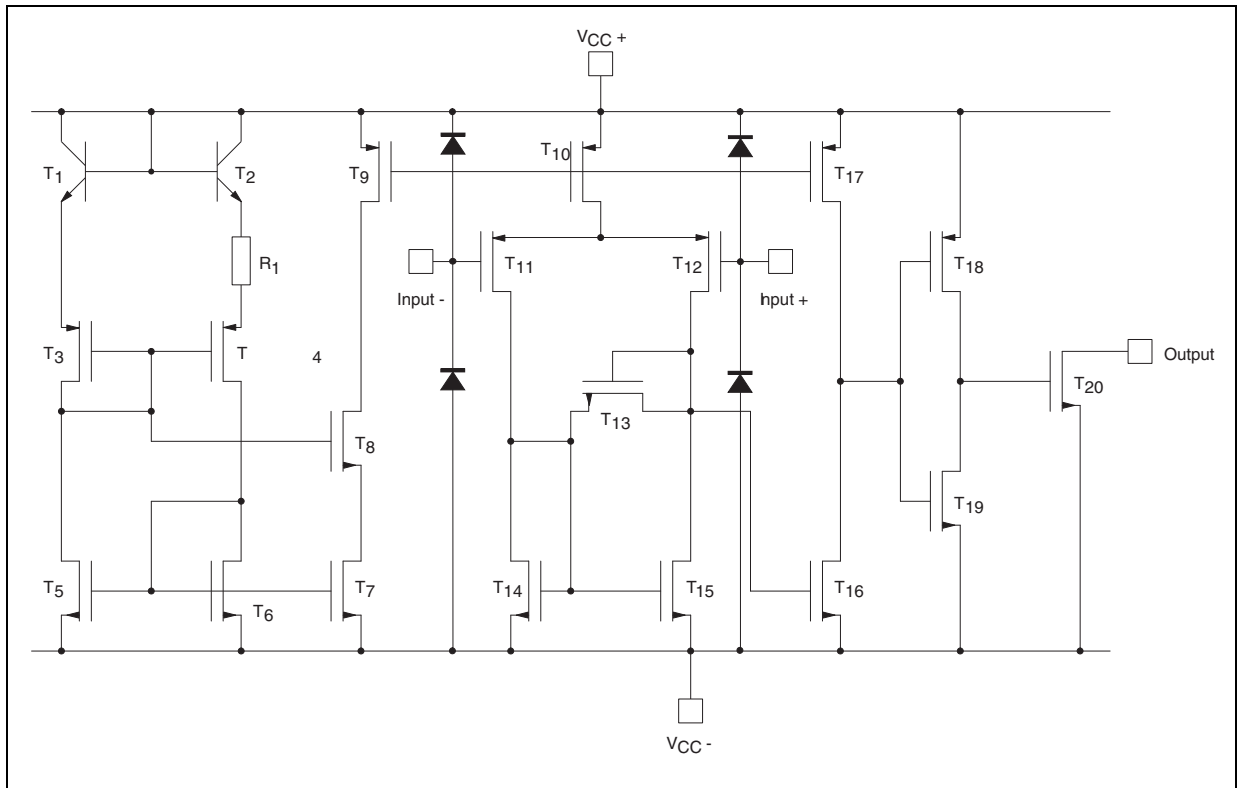 VCC +
T1
T2
T9
T10
T17
R1
T11
T12
T18
Input -
Input +
T3
T
4
Output
T20
T13
T8
T19
T5
T6
T7
T14
T15
T16
VCC -